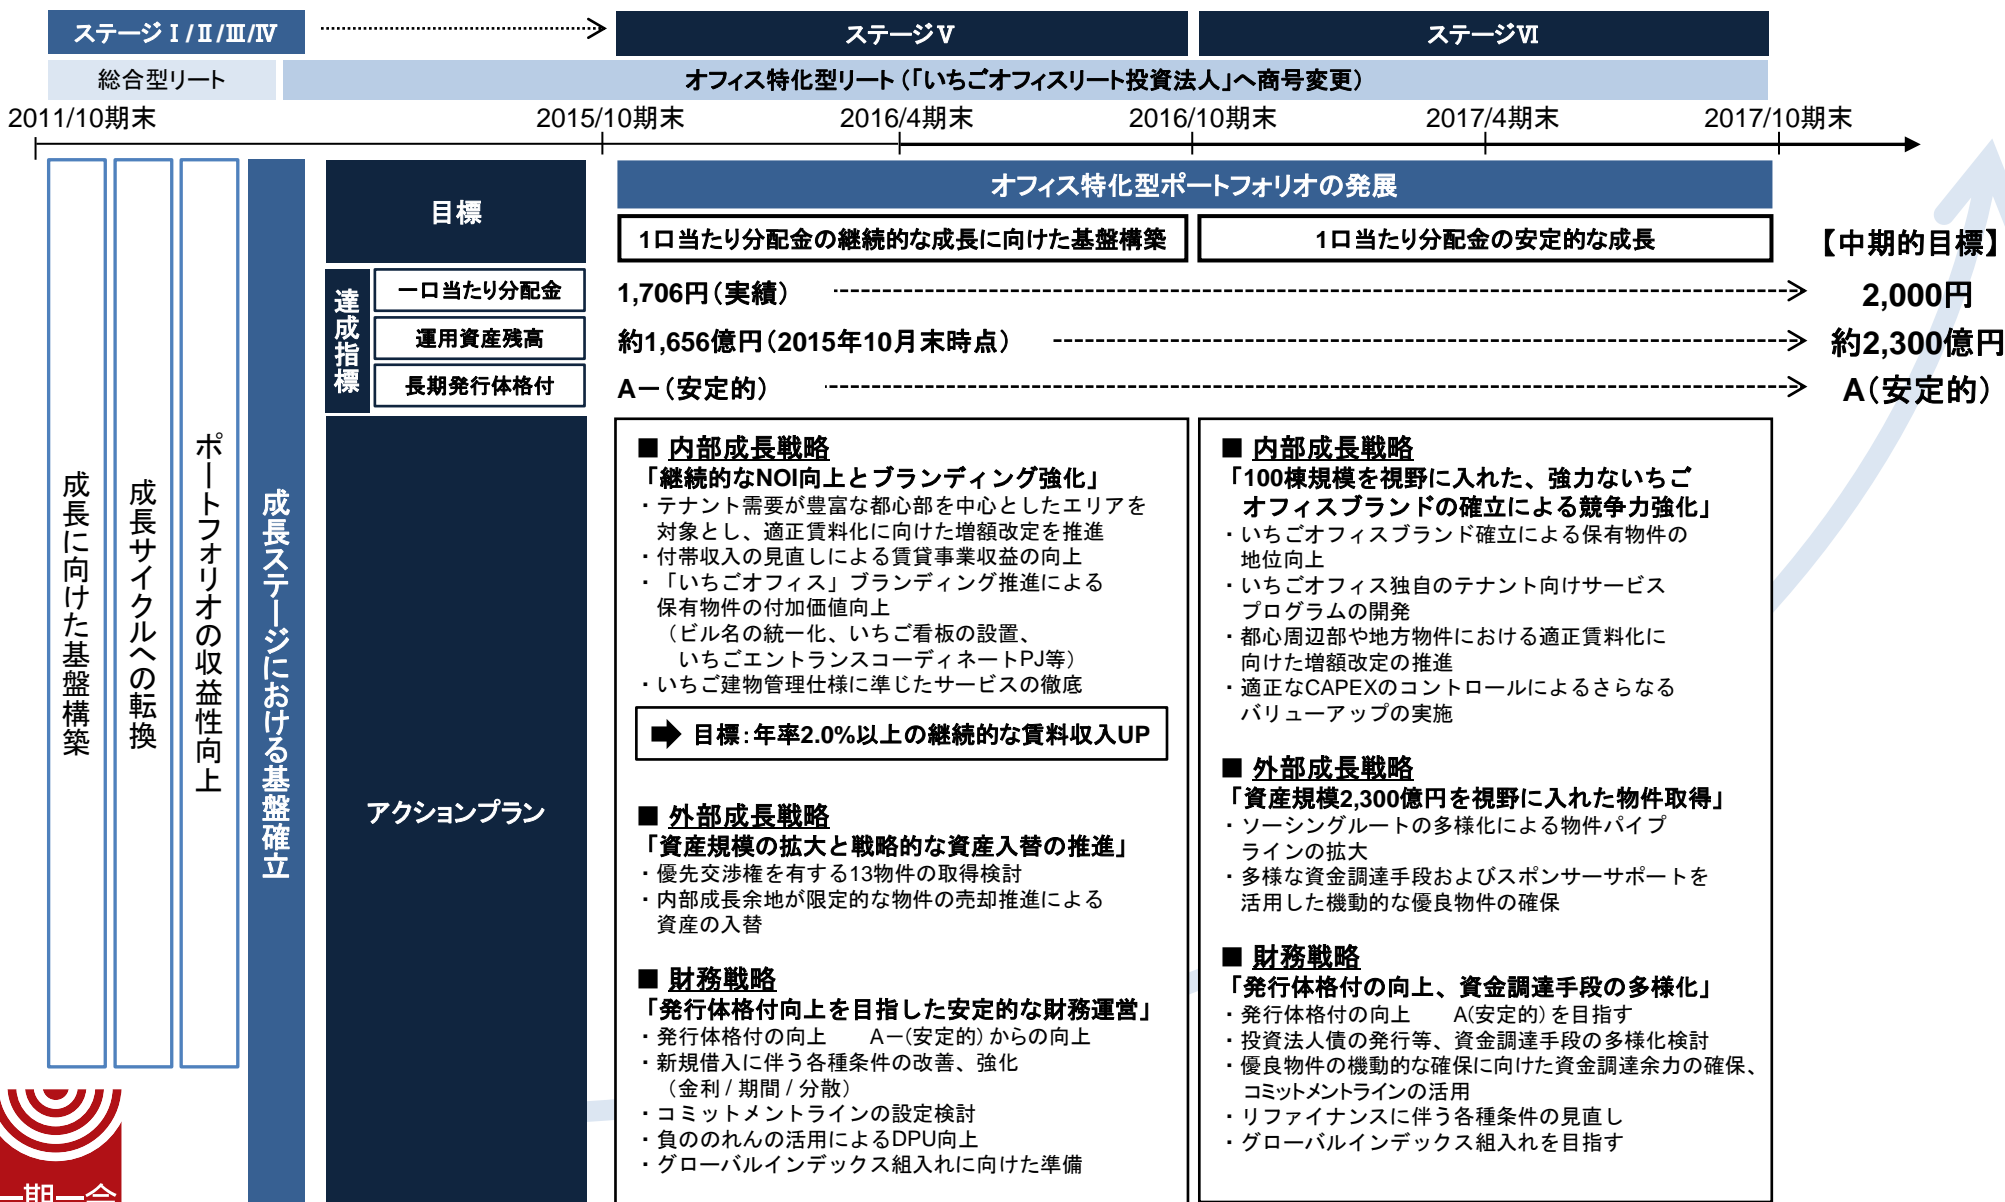 ステージⅠ/Ⅱ/Ⅲ/Ⅳ
ステージⅤ
ステージⅥ
総合型リート
オフィス特化型リート(「いちごオフィスリート投資法人」へ商号変更)
2011/10期末
2015/10期末
2016/4期末
2016/10期末
2017/4期末
2017/10期末
成長に向けた基盤構築
成長サイクルへの転換
ポートフォリオの収益性向上
成長ステージにおける基盤確立
目標
オフィス特化型ポートフォリオの発展
1口当たり分配金の継続的な成長に向けた基盤構築
1口当たり分配金の安定的な成長
【中期的目標】
達成指標
一口当たり分配金
1,706円(実績)
2,000円
運用資産残高
約1,656億円(2015年10月末時点)
約2,300億円
長期発行体格付
A-(安定的)
A(安定的)
アクションプラン
■ 内部成長戦略
「継続的なNOI向上とブランディング強化」
・テナント需要が豊富な都心部を中心としたエリアを
対象とし、適正賃料化に向けた増額改定を推進
・付帯収入の見直しによる賃貸事業収益の向上
・「いちごオフィス」ブランディング推進による
保有物件の付加価値向上
(ビル名の統一化、いちご看板の設置、
いちごエントランスコーディネートPJ等)
・いちご建物管理仕様に準じたサービスの徹底
➡ 目標:年率2.0%以上の継続的な賃料収入UP
■ 外部成長戦略
「資産規模の拡大と戦略的な資産入替の推進」
・優先交渉権を有する13物件の取得検討
・内部成長余地が限定的な物件の売却推進による
資産の入替
■ 財務戦略
「発行体格付向上を目指した安定的な財務運営」
・発行体格付の向上 A-(安定的)からの向上
・新規借入に伴う各種条件の改善、強化
(金利 / 期間 / 分散)
・コミットメントラインの設定検討
・負ののれんの活用によるDPU向上
・グローバルインデックス組入れに向けた準備
■ 内部成長戦略
「100棟規模を視野に入れた、強力ないちご
オフィスブランドの確立による競争力強化」
・いちごオフィスブランド確立による保有物件の
地位向上
・いちごオフィス独自のテナント向けサービス
プログラムの開発
・都心周辺部や地方物件における適正賃料化に
向けた増額改定の推進
・適正なCAPEXのコントロールによるさらなる
バリューアップの実施
■ 外部成長戦略
「資産規模2,300億円を視野に入れた物件取得」
・ソーシングルートの多様化による物件パイプ
ラインの拡大
・多様な資金調達手段およびスポンサーサポートを
活用した機動的な優良物件の確保
■ 財務戦略
「発行体格付の向上、資金調達手段の多様化」
・発行体格付の向上 A(安定的)を目指す
・投資法人債の発行等、資金調達手段の多様化検討
・優良物件の機動的な確保に向けた資金調達余力の確保、
コミットメントラインの活用
・リファイナンスに伴う各種条件の見直し
・グローバルインデックス組入れを目指す
一期一会